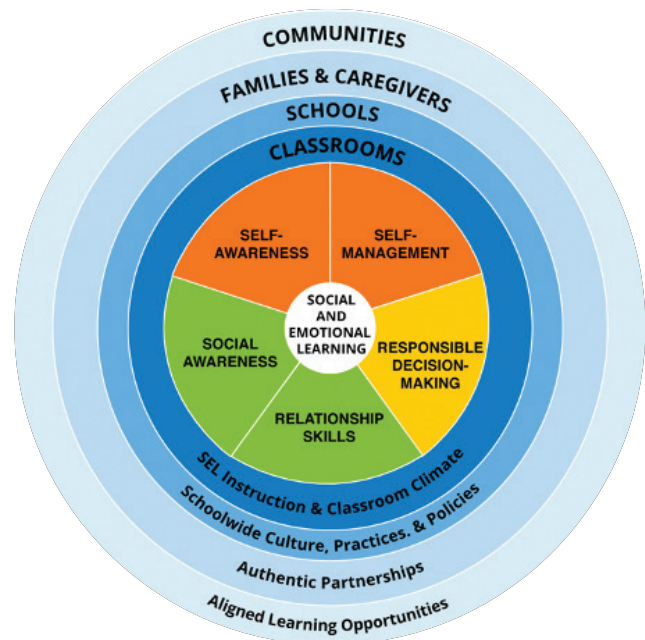 COMMUNITIES
FAMILIES & CAREGIVERS
SCHOOLS
CLASSROOMS
SELF-
AWARENESS
SELF-
MANAGEMENT
SOCIAL
AND
EMOTIONAL
LEARNING
SOCIAL
AWARENESS
RESPONSIBLE
DECISION-
MAKING
RELATIONSHIP
SKILLS
SEL Instruction & Classroom Climate
Schoolwide Culture, Practices. & Policies
Authentic Partnerships
Aligned Learning Opportunities